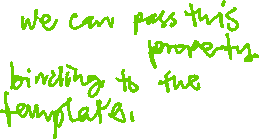 we can pass this
property
binding to the
template.